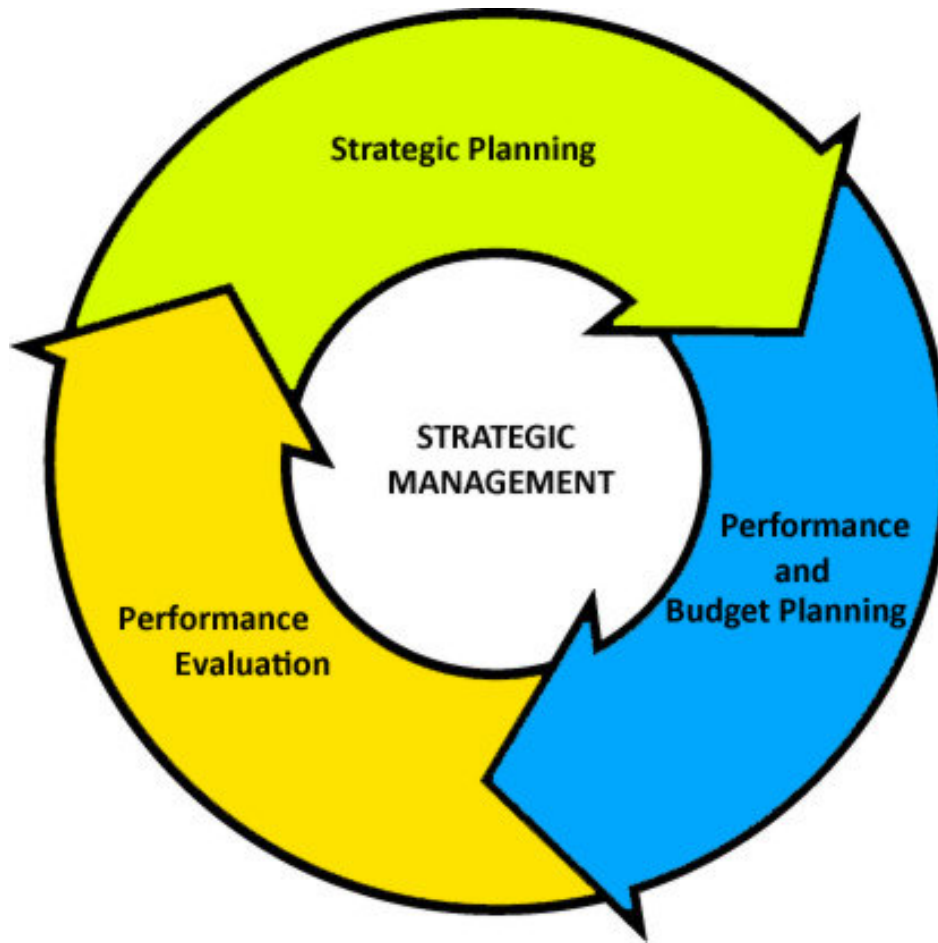 Strategic Planning
STRATEGIC
MANAGEMENT
Performance
and
Budget Planning
Performance
Evaluation